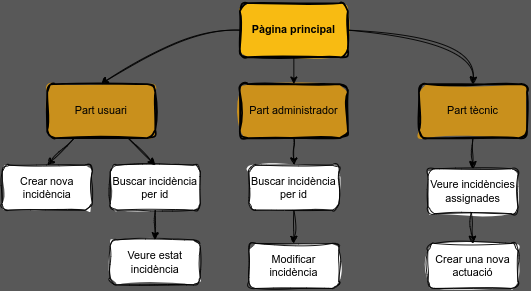 Pàgina principal
Part usuari
Part administrador
Part tècnic
Crear nova
incidència
Buscar incidència
per id
Buscar incidència
per id
Veure incidències
assignades
Veure estat
incidència
Modificar
incidència
Crear una nova
actuació